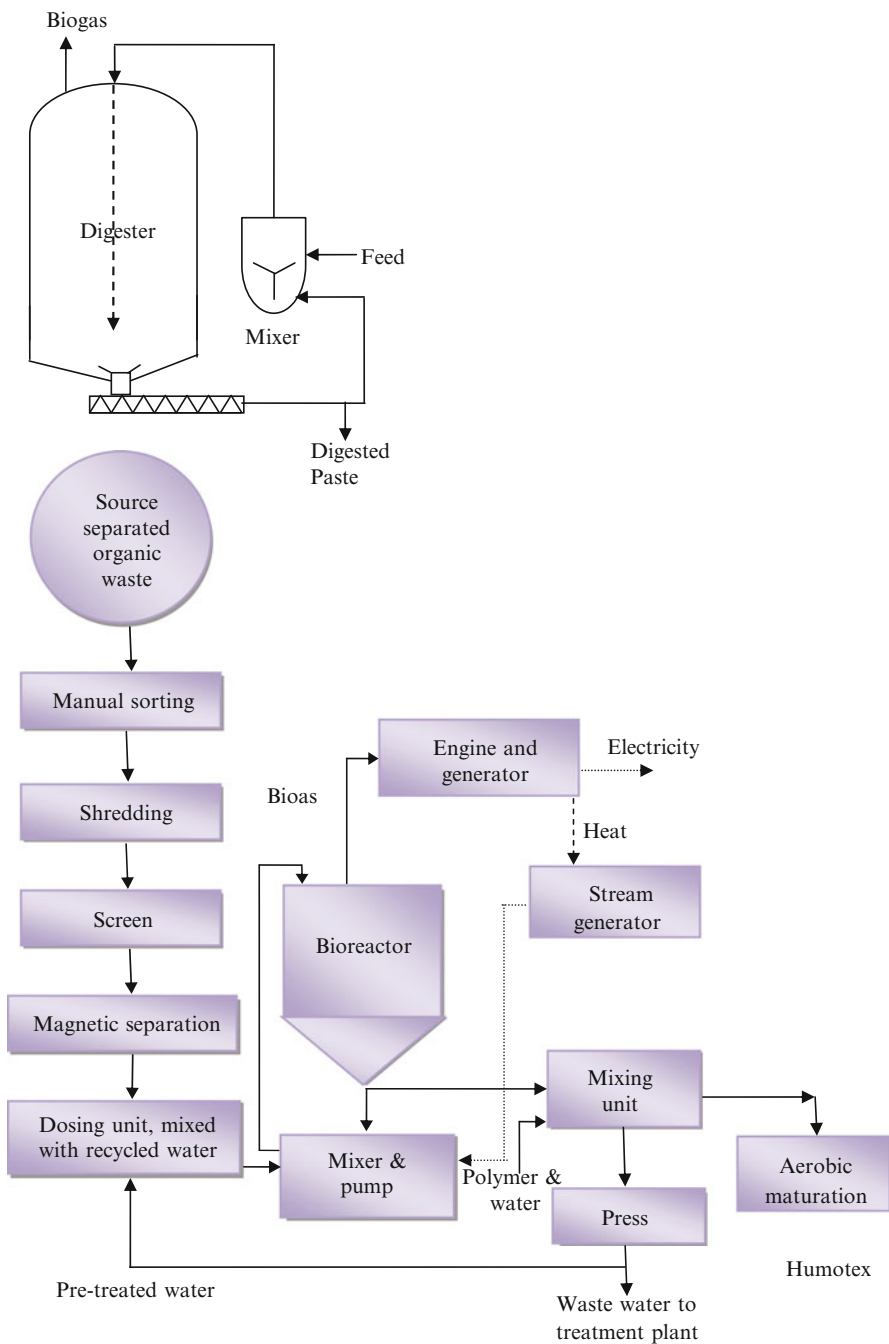 Biogas
Digester
Feed
Mixer
Digested
Paste
Source
separated
organic
waste
Manual sorting
Shredding
Screen
Magnetic separation
Dosing unit, mixed
with recycled water
Bioas
Engine and
generator
Electricity
Heat
Stream
generator
Bioreactor
Mixing
unit
Mixer &
pump
Polymer &
water
Press
Aerobic
maturation
Humotex
Pre-treated water
Waste water to
treatment plant